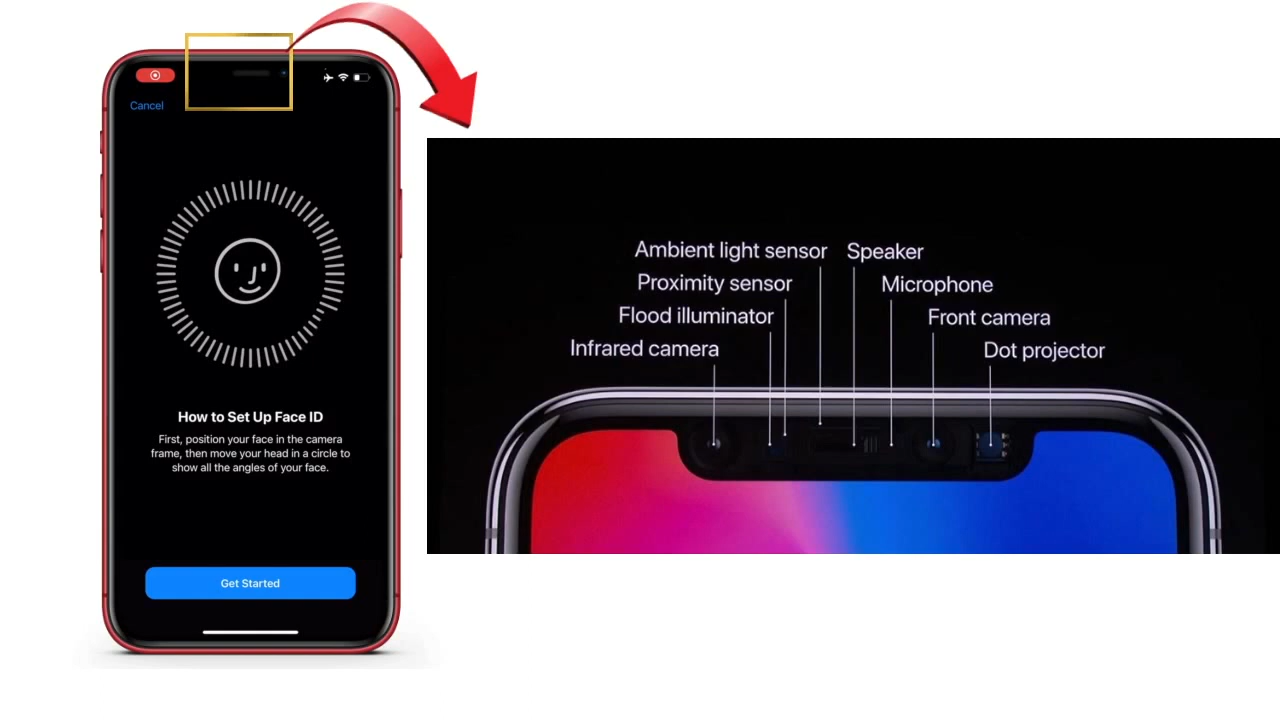 Cancel
How to Set Up Face ID
First, position your face in the camera
frame, then move your head in a circle to
show all the angles of your face.
Get Started
Ambient light sensor
Speaker
Proximity sensor
Microphone
Flood illuminator
Front camera
Infrared camera
Dot projector